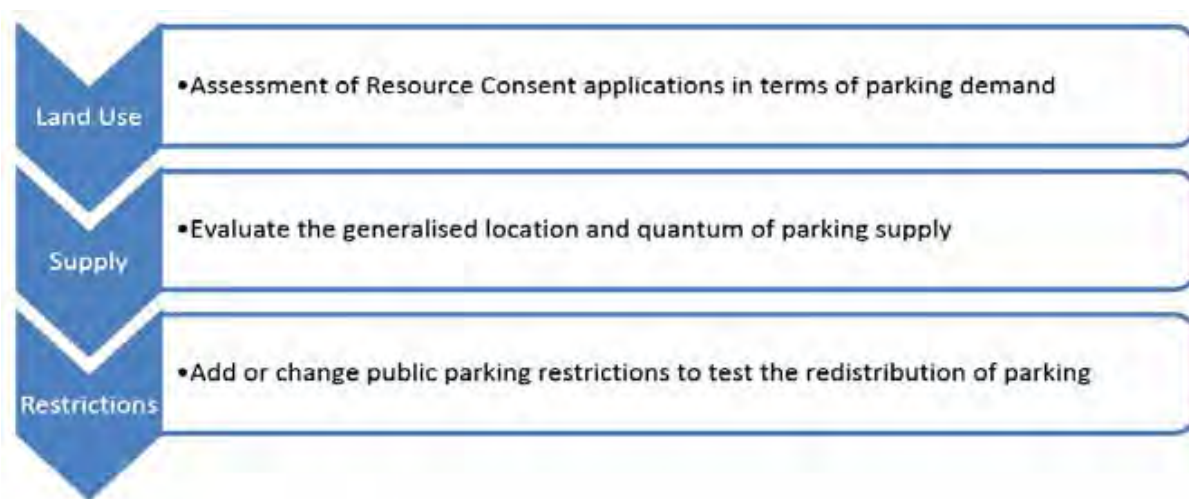 Land Use
•Assessment of Resource Consent applications in terms of parking demand
Supply
•Evaluate the generalised location and quantum of parking supply
Restrictions
•Add or change public parking restrictions to test the redistribution of parking